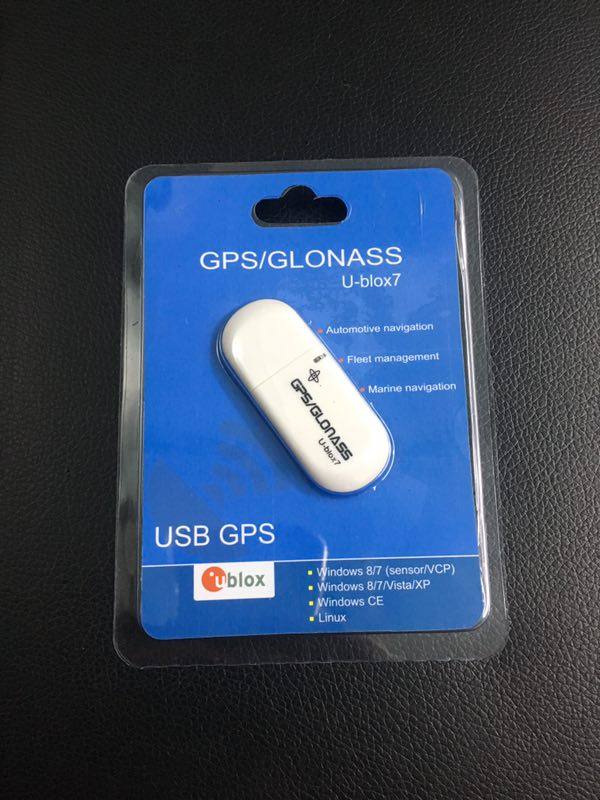 GPS/GLONASS
U-blox7
Automotive navigation
Fleet management
Marine navigation
GPS/GLONASS
U-blox7
USB GPS
ublox
Windows 8/7 (sensor/VCP)
Windows 8/7/Vista/XP
Windows CE
Linux